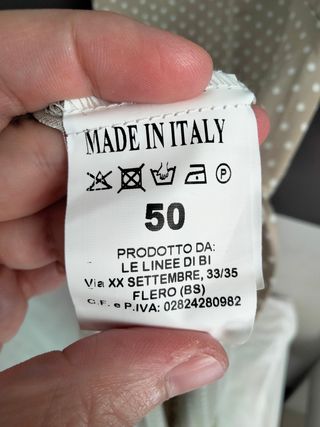 MADE IN ITALY
P
50
PRODOTTO DA:
LE LINEE DI BI
Via XX SETTEMBRE, 33/35
FLERO (BS)
C.F. e P.IVA: 02824280982